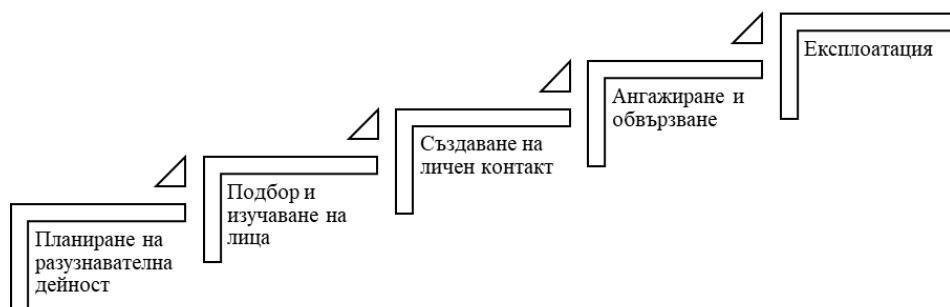 Планиране на
разузнавателна
дейност
Подбор и
изучаване на
лица
Създаване на
личен контакт
Ангажиране и
обвързване
Експлоатация